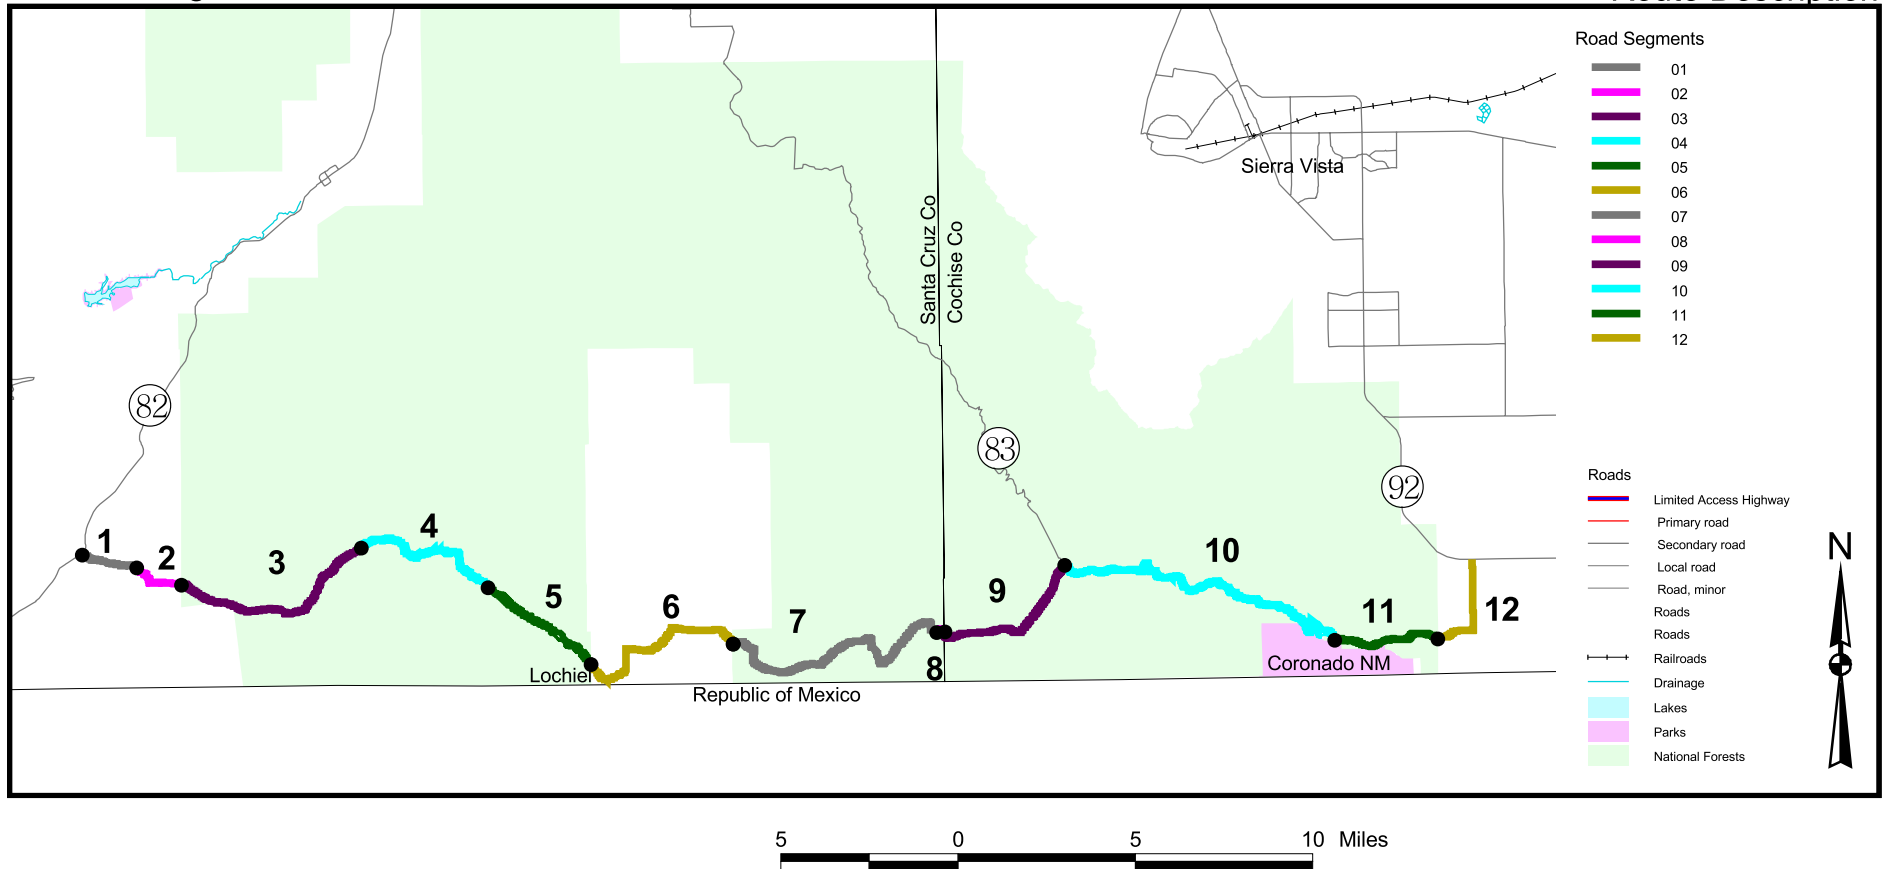 Road Segments
01
02
03
04
05
06
07
08
09
10
11
12
Sierra Vista
Santa Cruz Co
Cochise Co
82
83
92
1
2
3
4
5
6
7
8
9
10
11
12
Lochiel
Coronado NM
Republic of Mexico
Roads
Limited Access Highway
Primary road
Secondary road
Local road
Road, minor
Roads
Roads
Railroads
Drainage
Lakes
Parks
National Forests
N
5 0 5 10 Miles